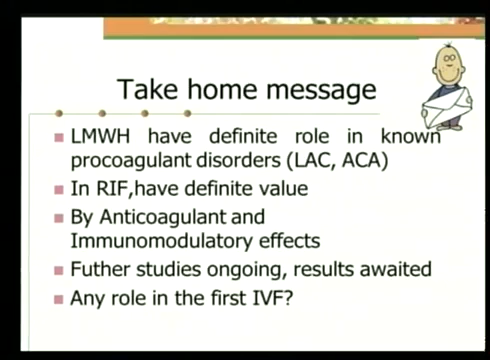 Take home message
LMWH have definite role in known
procoagulant disorders (LAC, ACA)
In RIF,have definite value
By Anticoagulant and
Immunomodulatory effects
Futher studies ongoing, results awaited
Any role in the first IVF?